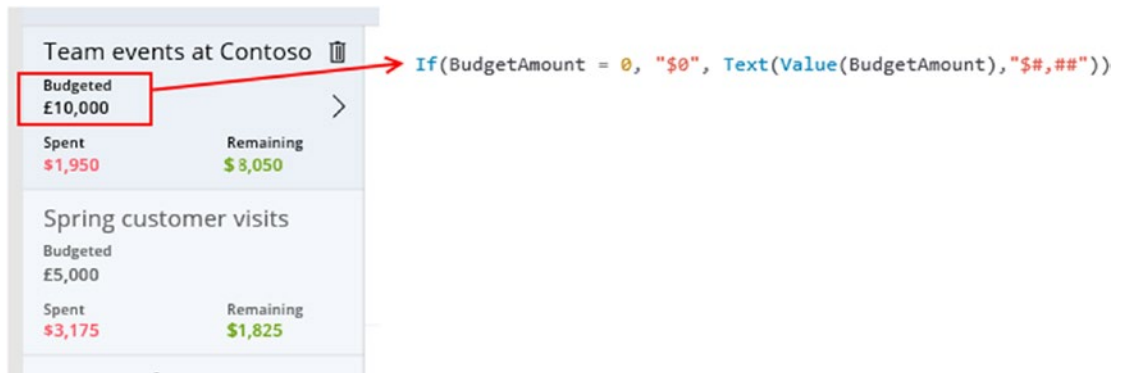 Team events at Contoso
Budgeted
£10,000
If(BudgetAmount = 0, "$0", Text(Value(BudgetAmount),"$#,##"))
Spent Remaining
$1,950 $8,050
Spring customer visits
Budgeted
£5,000
Spent Remaining
$3,175 $1,825